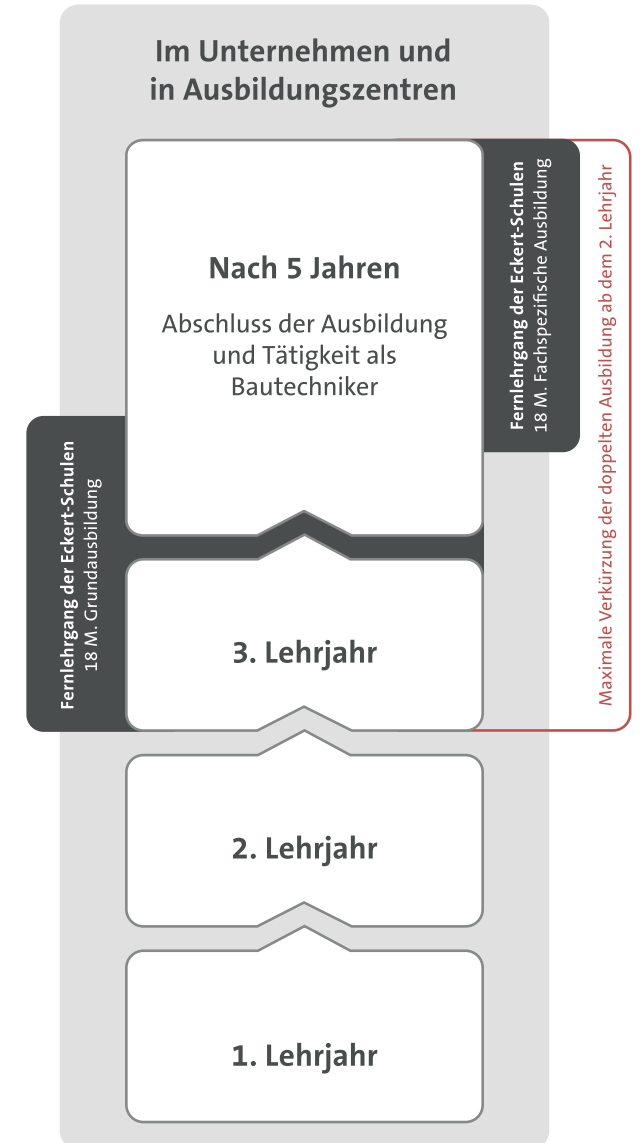 Im Unternehmen und
in Ausbildungszentren
Nach 5 Jahren
Abschluss der Ausbildung
und Tätigkeit als
Bautechniker
Fernlehrgang der Eckert-Schulen
18 M. Fachspezifische Ausbildung
Maximale Verkürzung der doppelten Ausbildung ab dem 2. Lehrjahr
Fernlehrgang der Eckert-Schulen
18 M. Grundausbildung
3. Lehrjahr
2. Lehrjahr
1. Lehrjahr